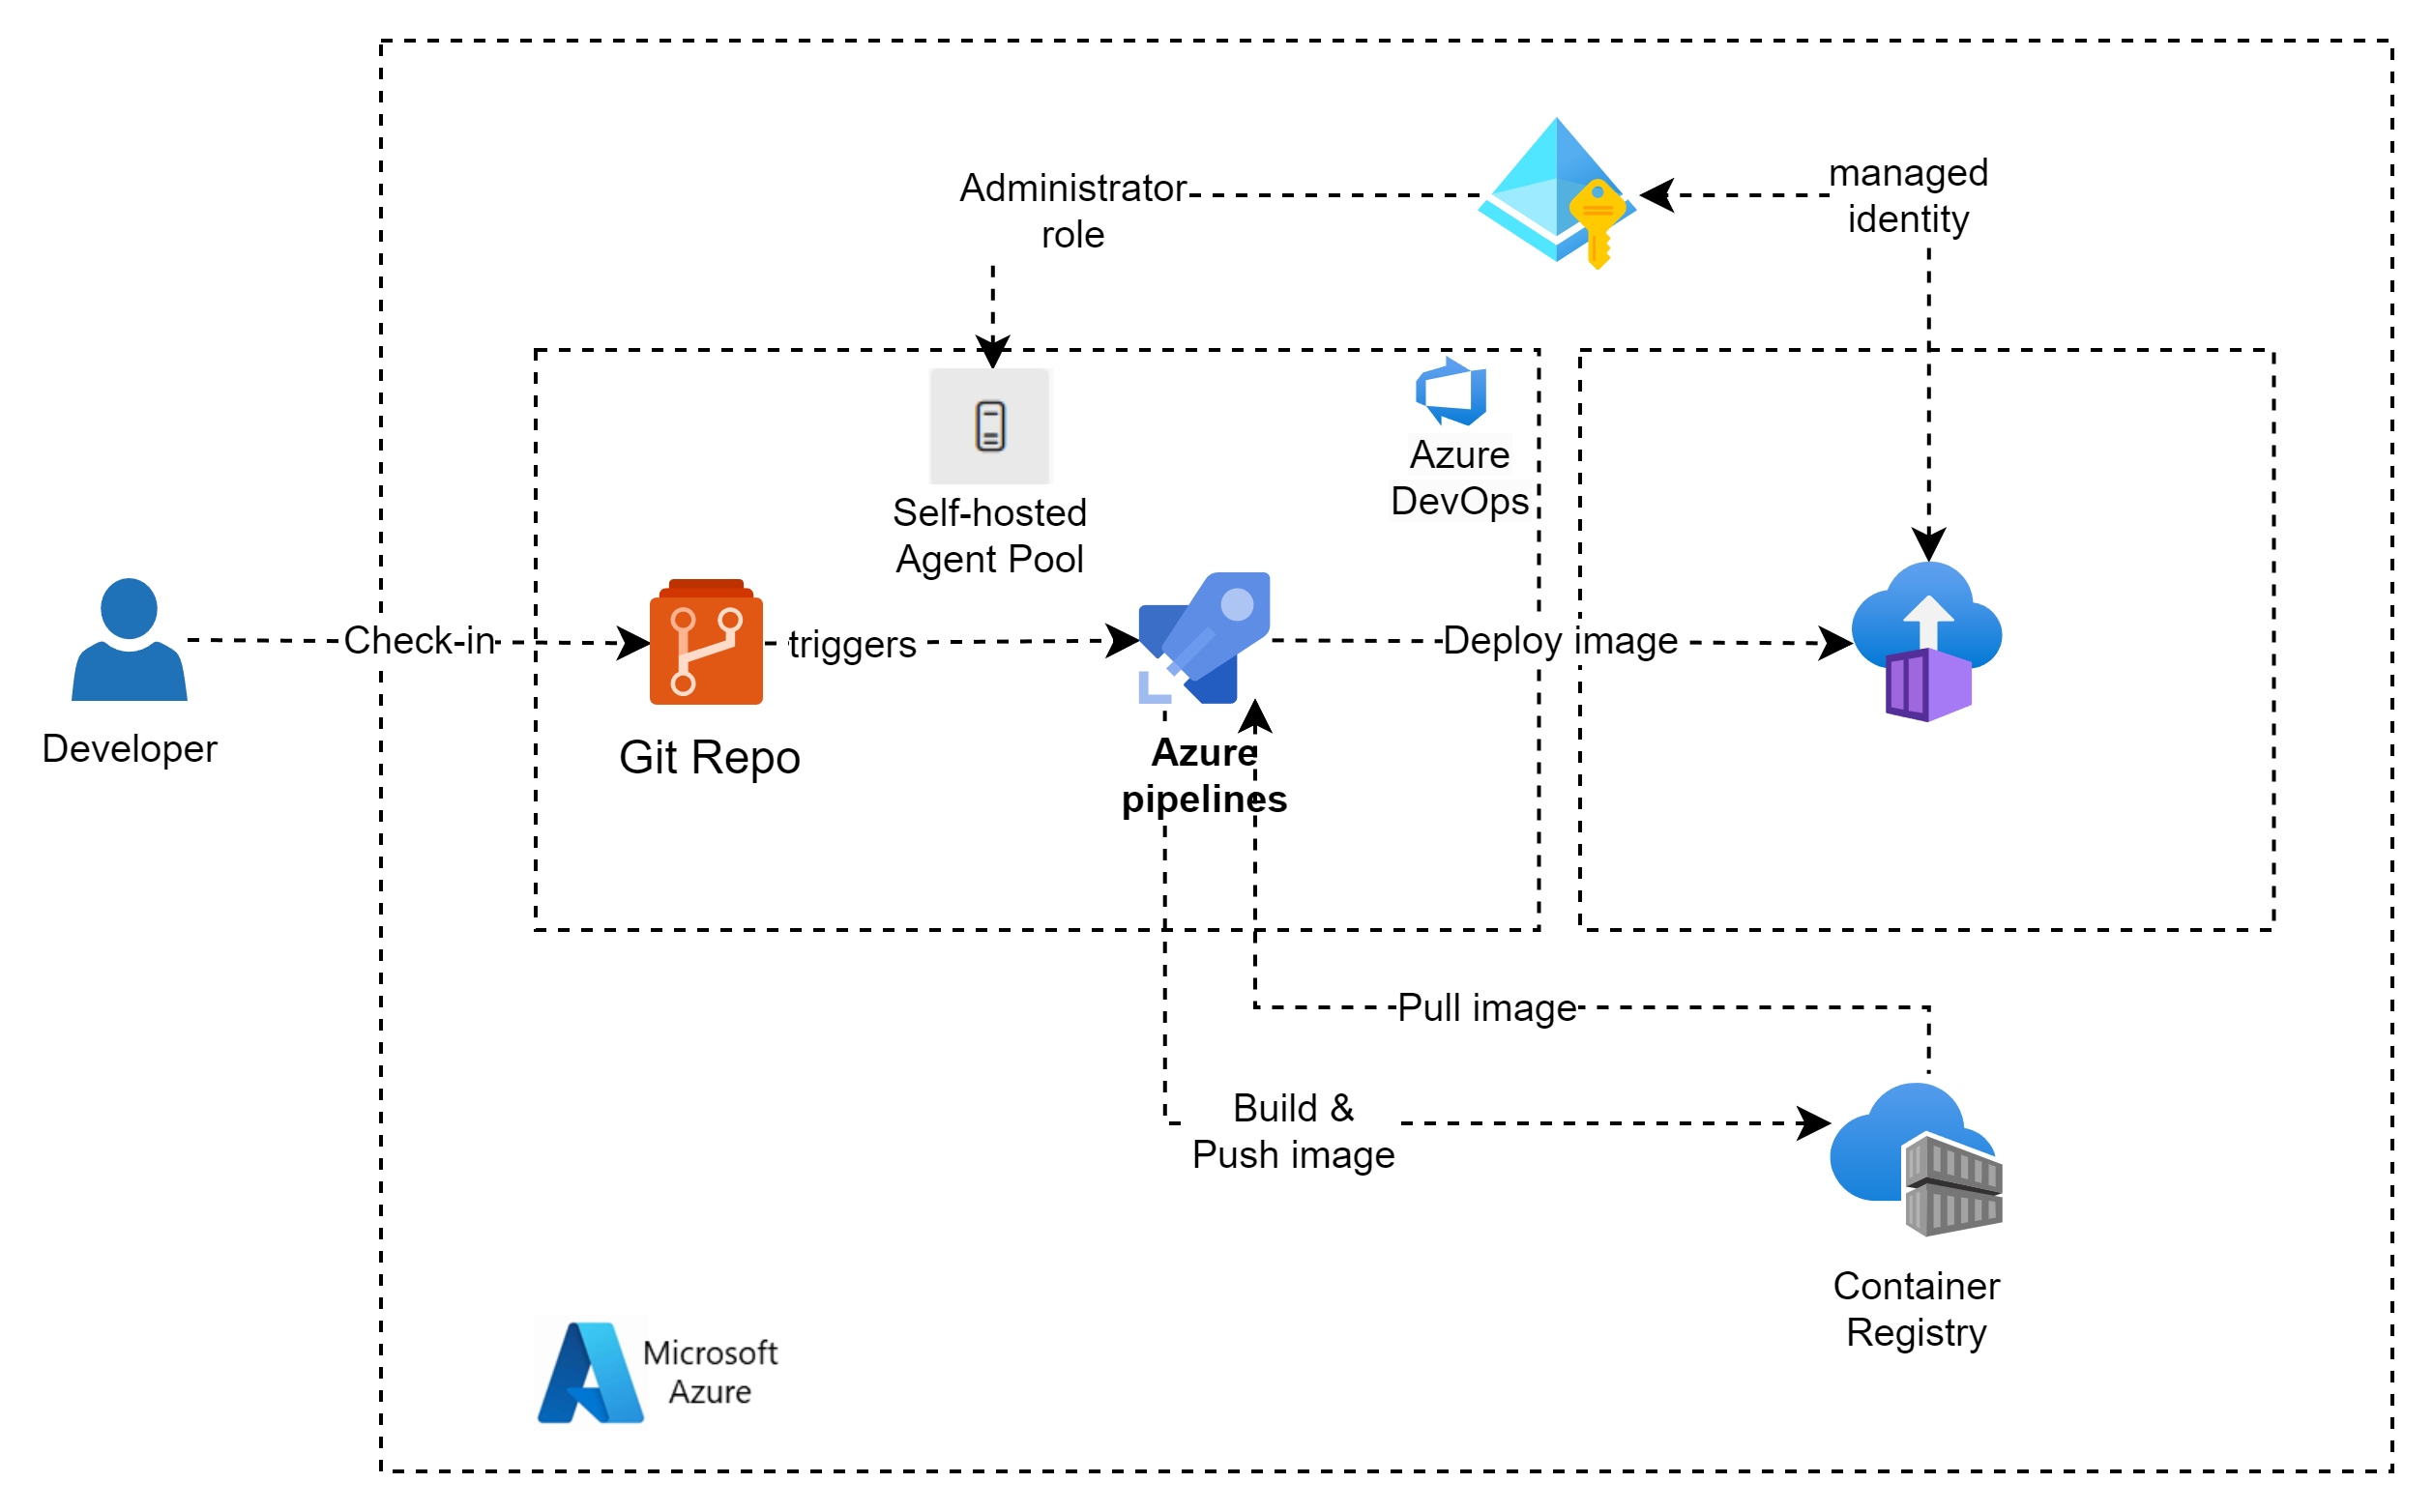 Administrator
role
managed
identity
Azure
DevOps
Self-hosted
Agent Pool
Developer
Check-in
Git Repo
triggers
Azure
pipelines
Deploy image
Pull image
Build &
Push image
Container
Registry
Microsoft
Azure